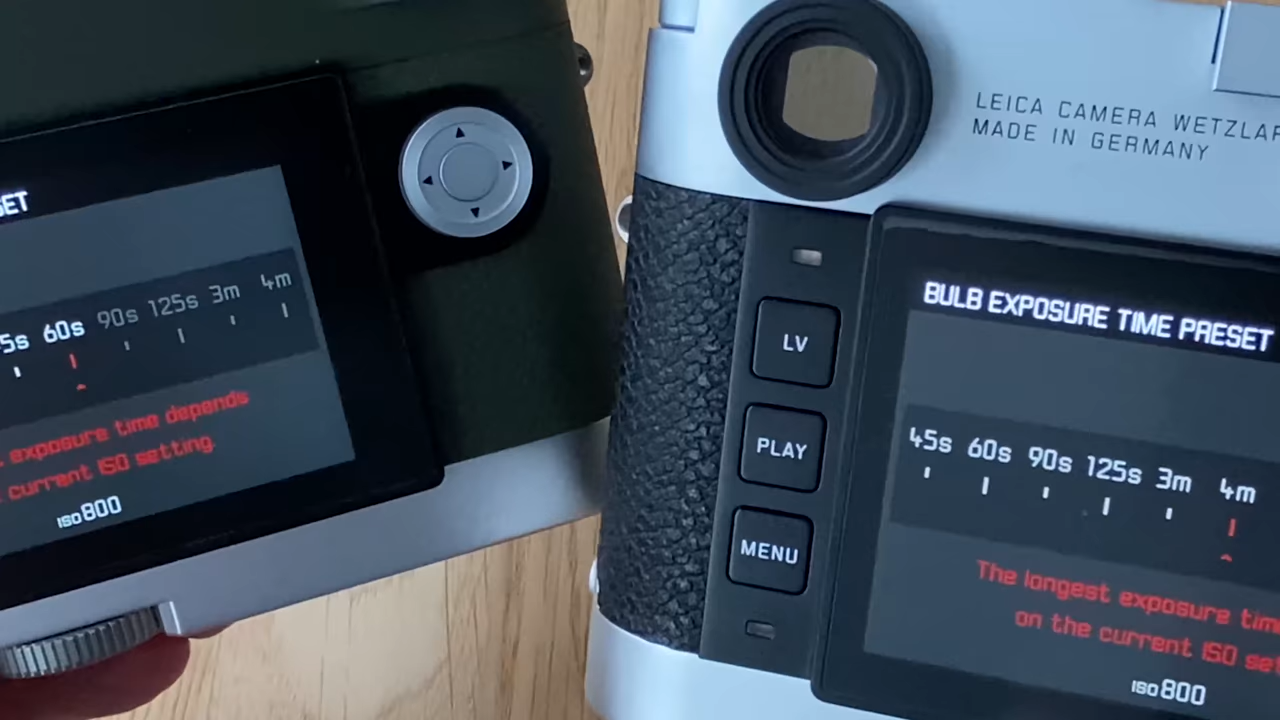 SET
5s 60s 90s 125s 3m 4m
exposure time depends
current ISO setting.
ISO800
LEICA CAMERA WETZLAR
MADE IN GERMANY
LV
PLAY
MENU
BULB EXPOSURE TIME PRESET
45s 60s 90s 125s 3m 4m
The longest exposure tim
on the current ISO set
ISO800